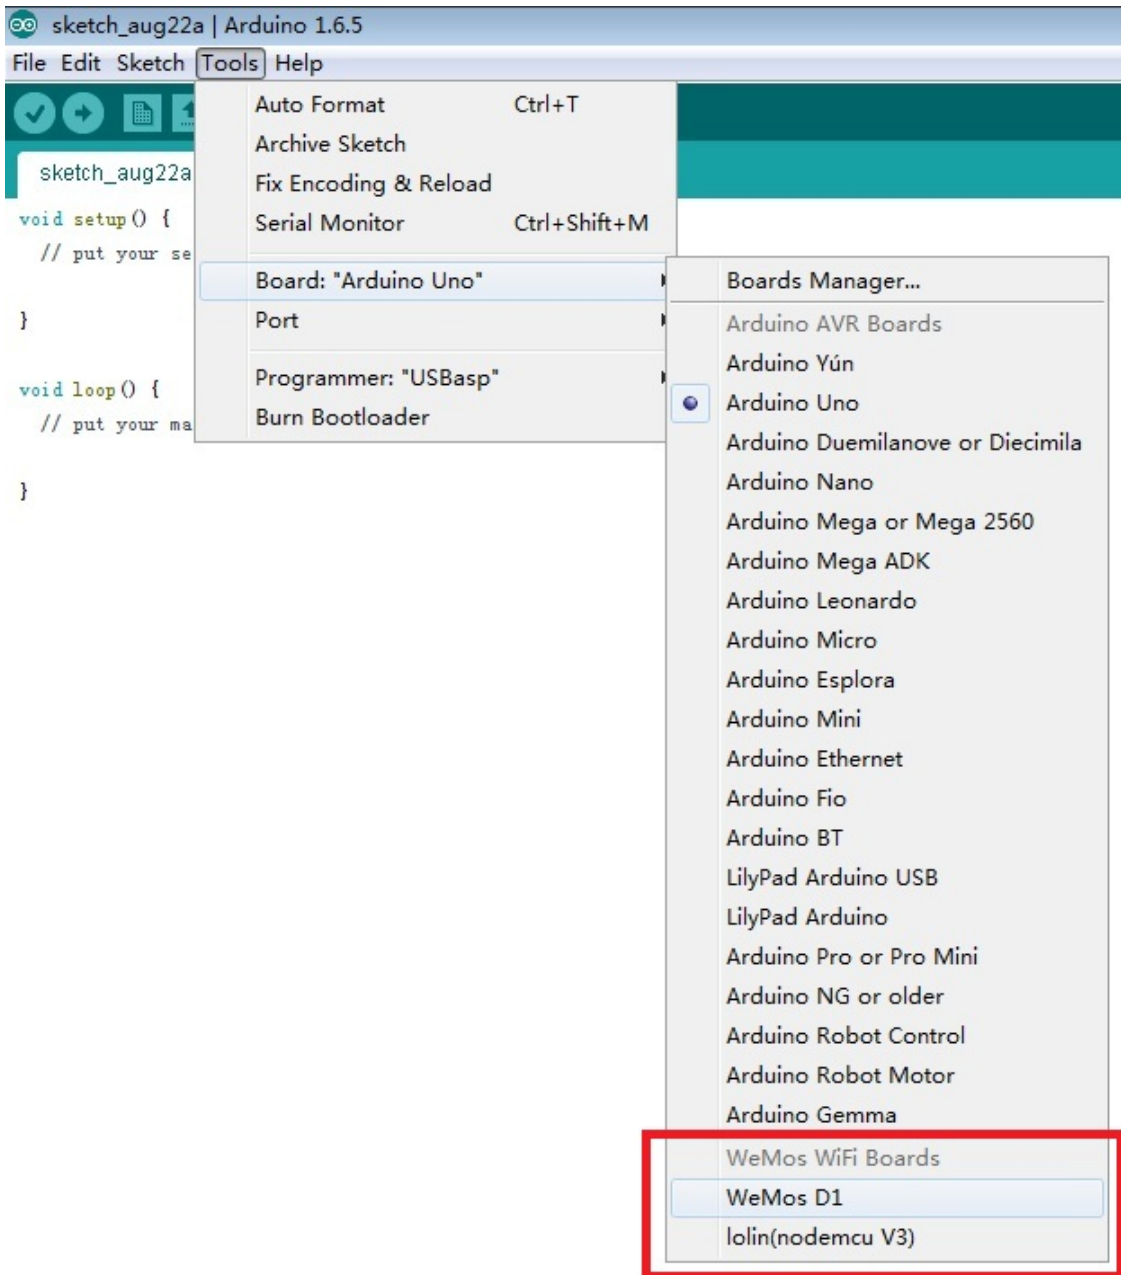 sketch_aug22a | Arduino 1.6.5
File Edit Sketch Tools Help
Auto Format Ctrl+T
Archive Sketch
sketch_aug22a
Fix Encoding & Reload
void setup() {
Serial Monitor Ctrl+Shift+M
// put your se
Board: "Arduino Uno"
Boards Manager...
}
Port
Arduino AVR Boards
Arduino Yún
Programmer: "USBasp"
void loop() {
Arduino Uno
Burn Bootloader
// put your ma
Arduino Duemilanove or Diecimila
Arduino Nano
}
Arduino Mega or Mega 2560
Arduino Mega ADK
Arduino Leonardo
Arduino Micro
Arduino Esplora
Arduino Mini
Arduino Ethernet
Arduino Fio
Arduino BT
LilyPad Arduino USB
LilyPad Arduino
Arduino Pro or Pro Mini
Arduino NG or older
Arduino Robot Control
Arduino Robot Motor
Arduino Gemma
WeMos WiFi Boards
WeMos D1
lolin(nodemcu V3)